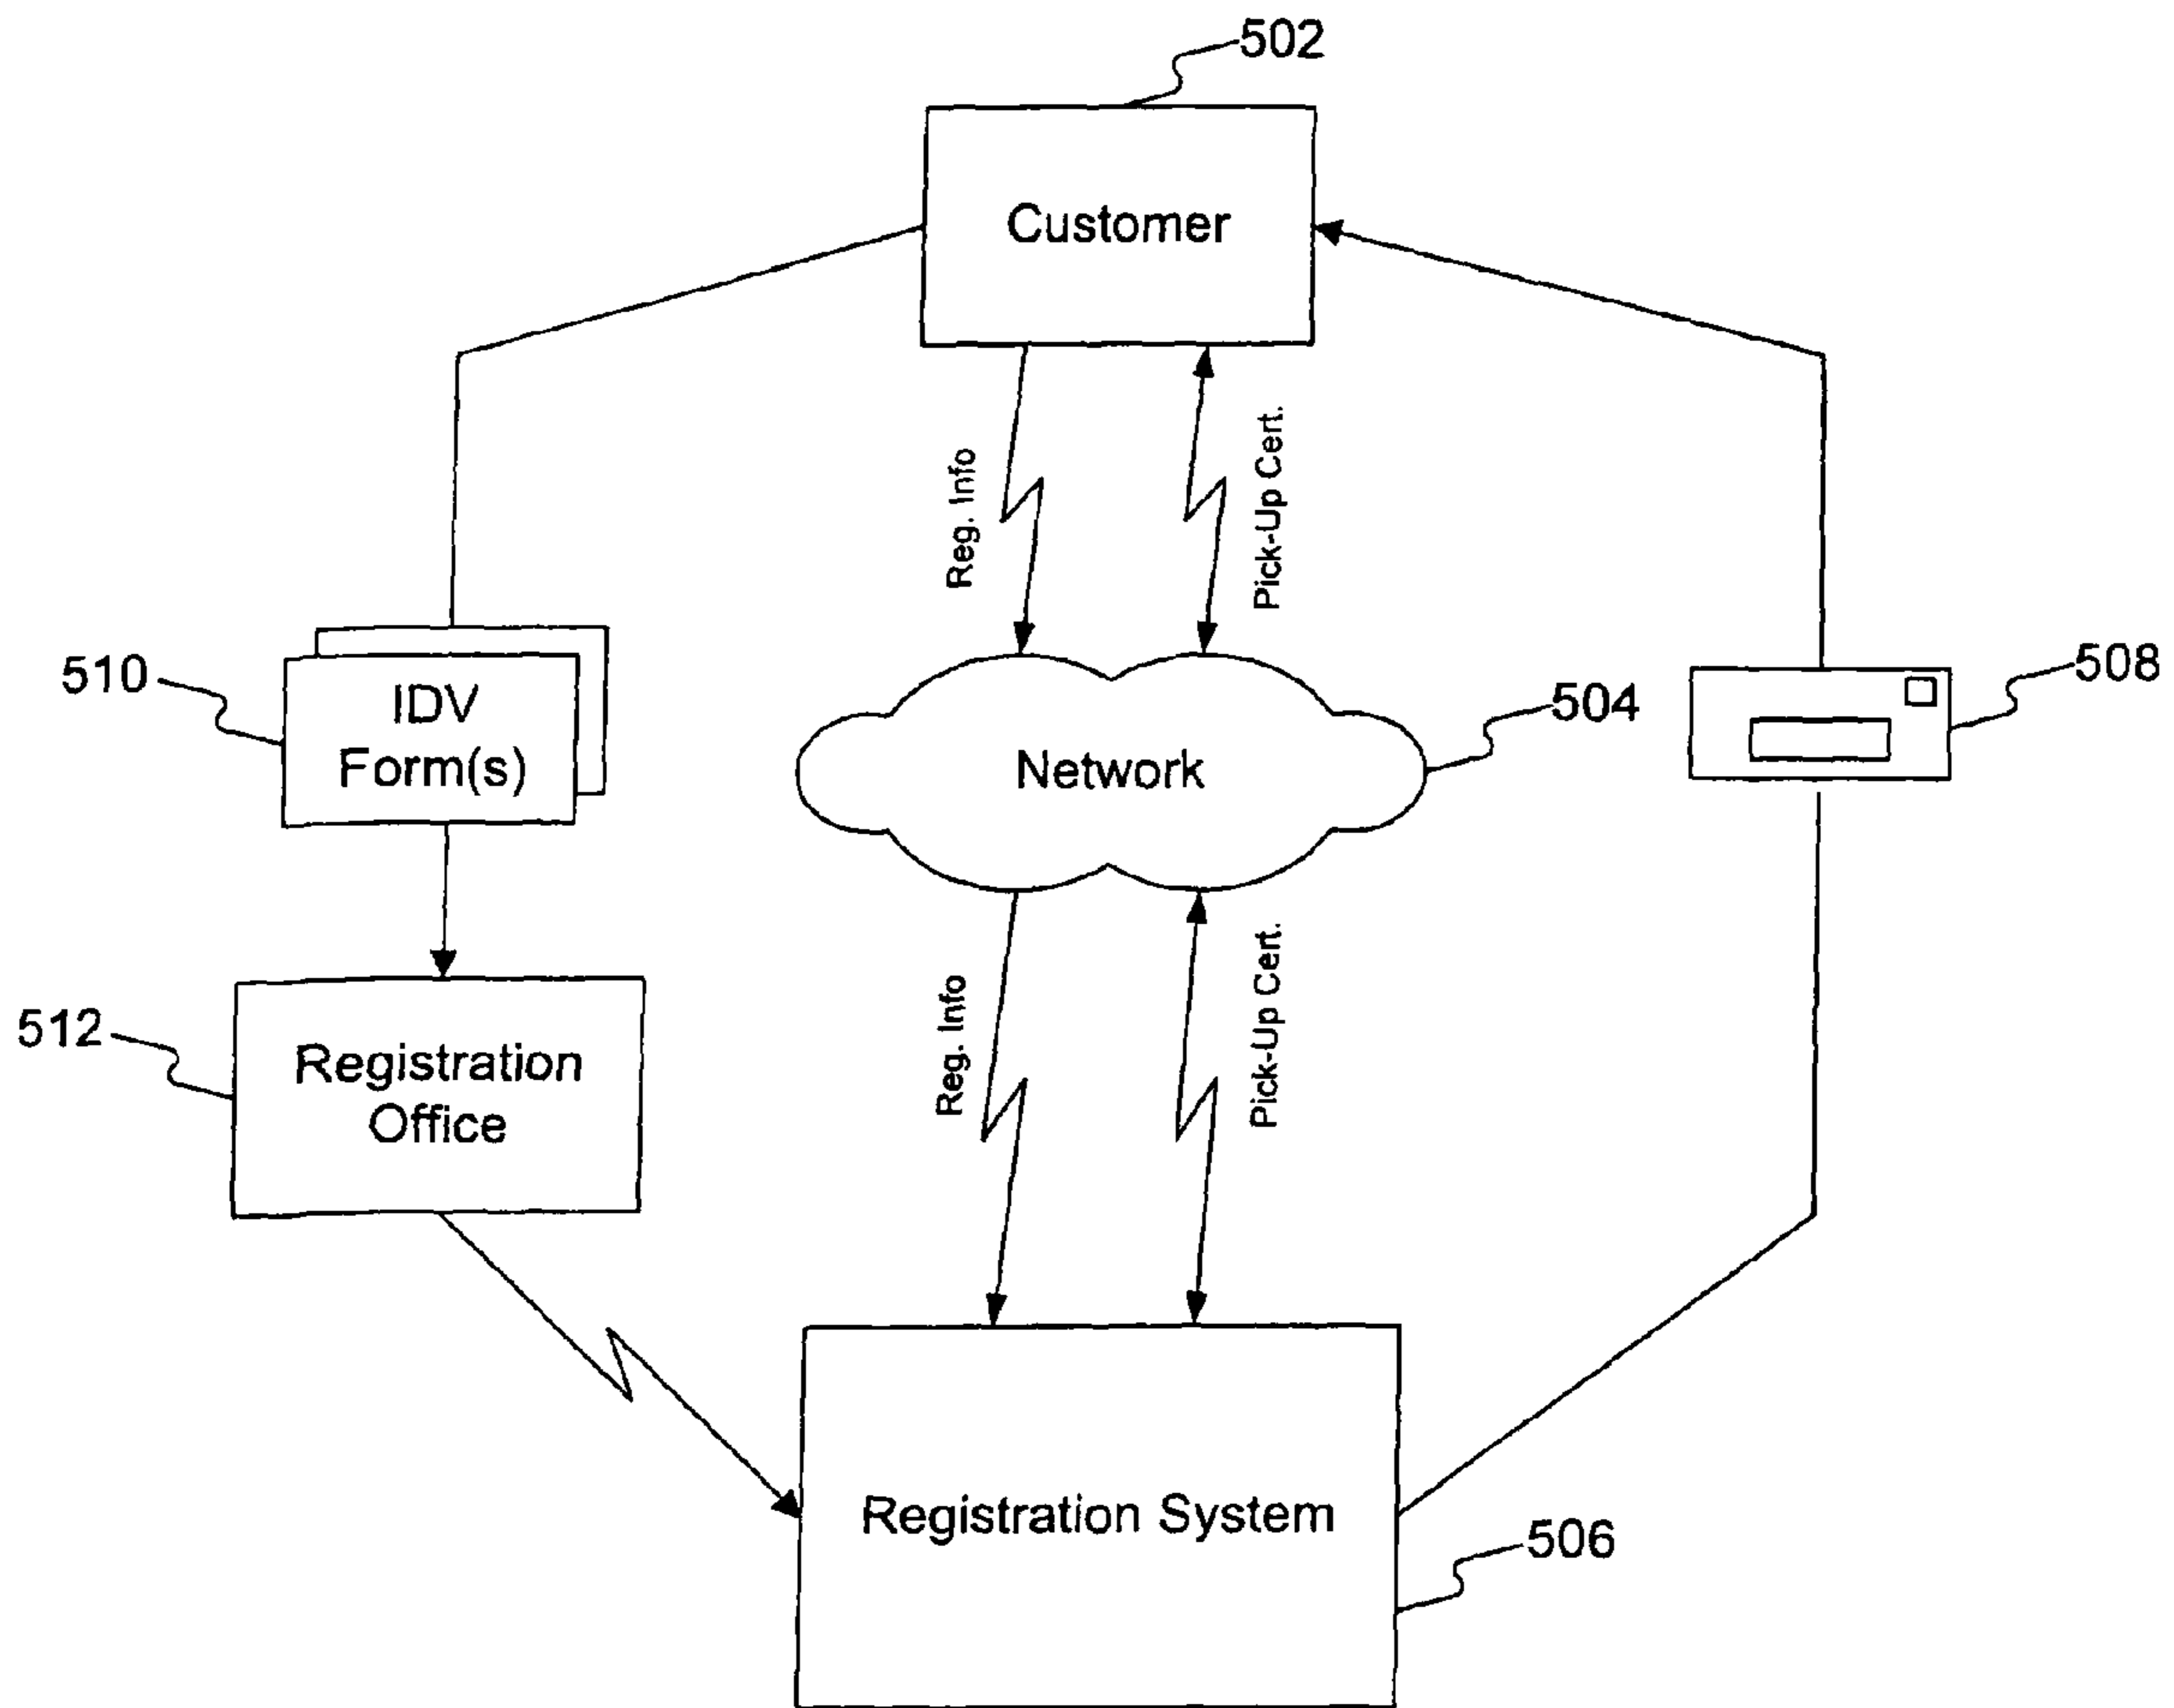 502
Customer
Reg. Info
Pick-Up Cert.
510
IDV
Form(s)
Network
504
508
512
Registration
Office
Reg. Info
Pick-Up Cert.
Registration System
506